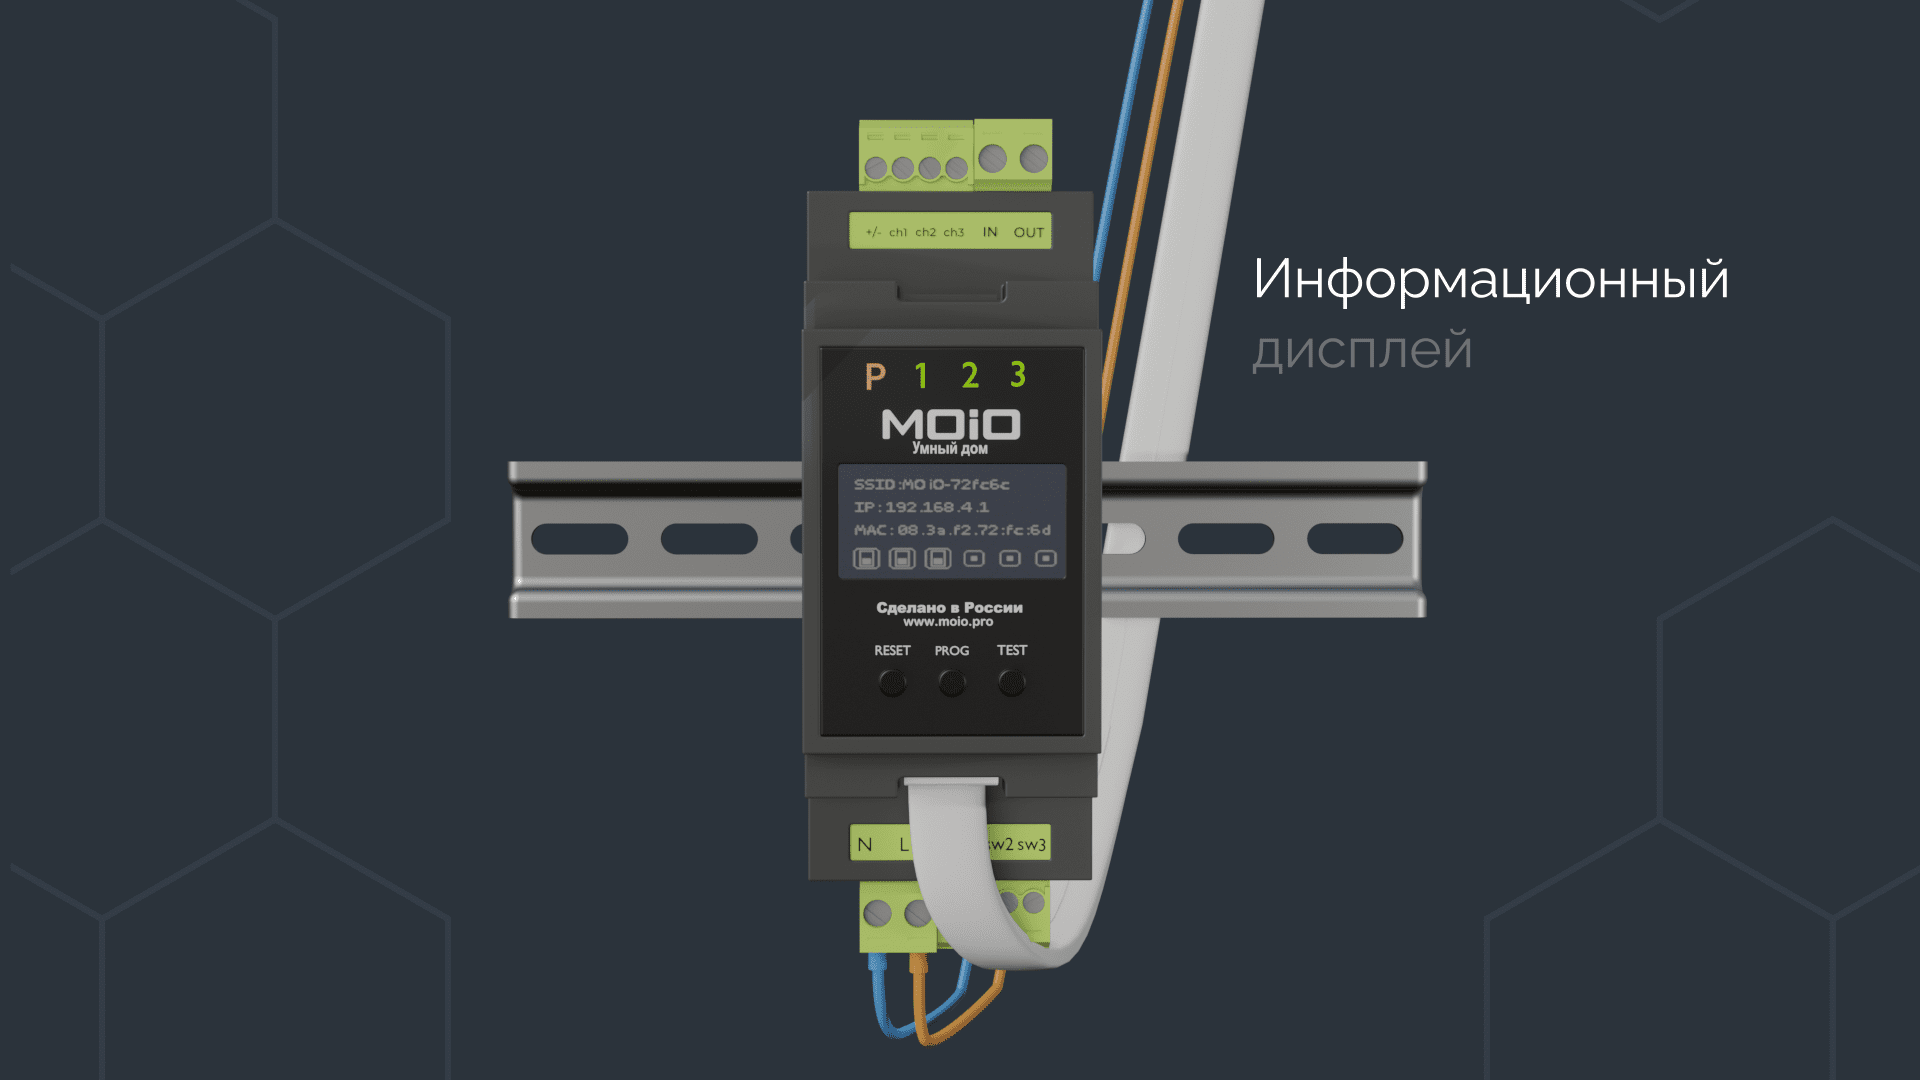 +/- ch1 ch2 ch3 IN OUT
Информационный
дисплей
P 1 2 3
MOiO
Умный дом
SSID:MOiO-72fc6c
IP:192.168.4.1
MAC:08.3a.f2.72:fc:6d
Сделано в России
www.moio.pro
RESET PROG TEST
N L sw2 sw3